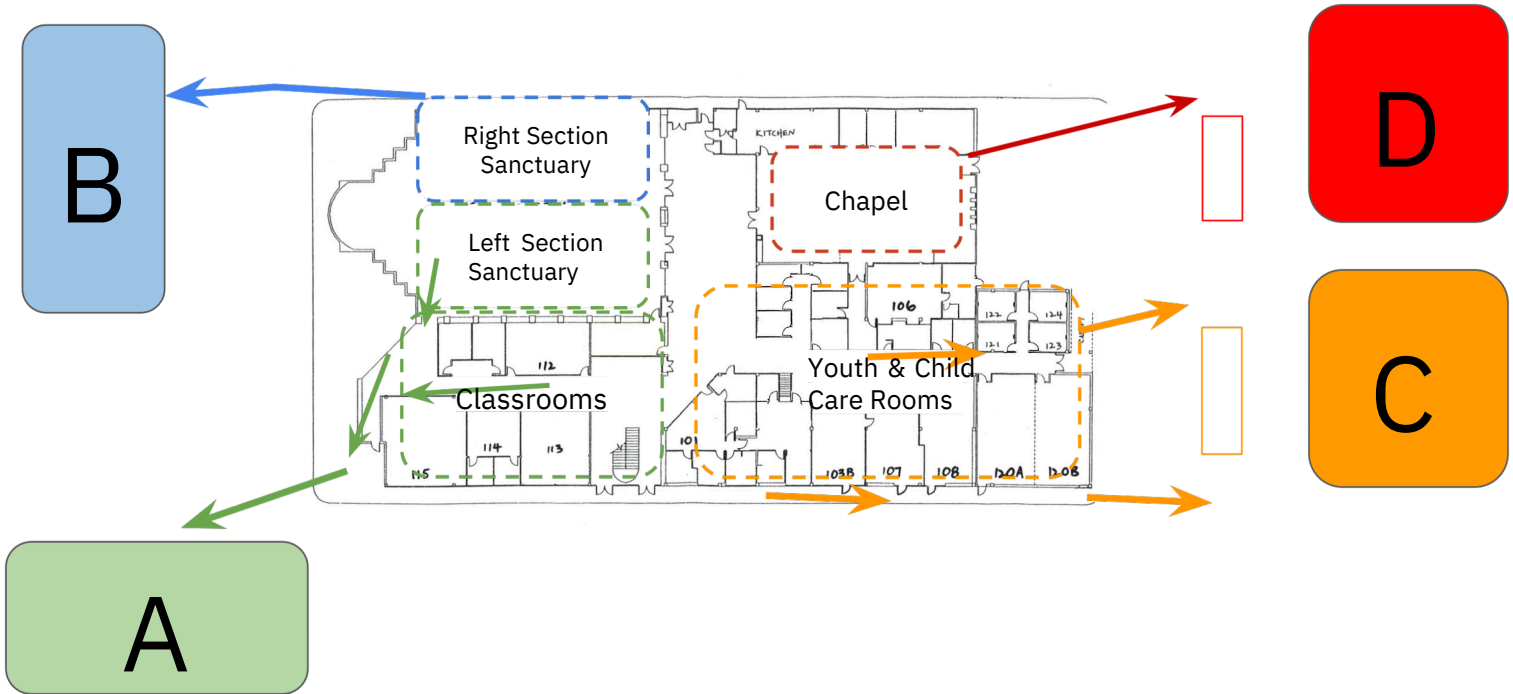 B
D
Right Section
Sanctuary
KITCHEN
Chapel
Left Section
Sanctuary
106
122
124
121
123
112
Youth & Child
Care Rooms
C
Classrooms
114
113
115
101
103B
107
108
120A
120B
A